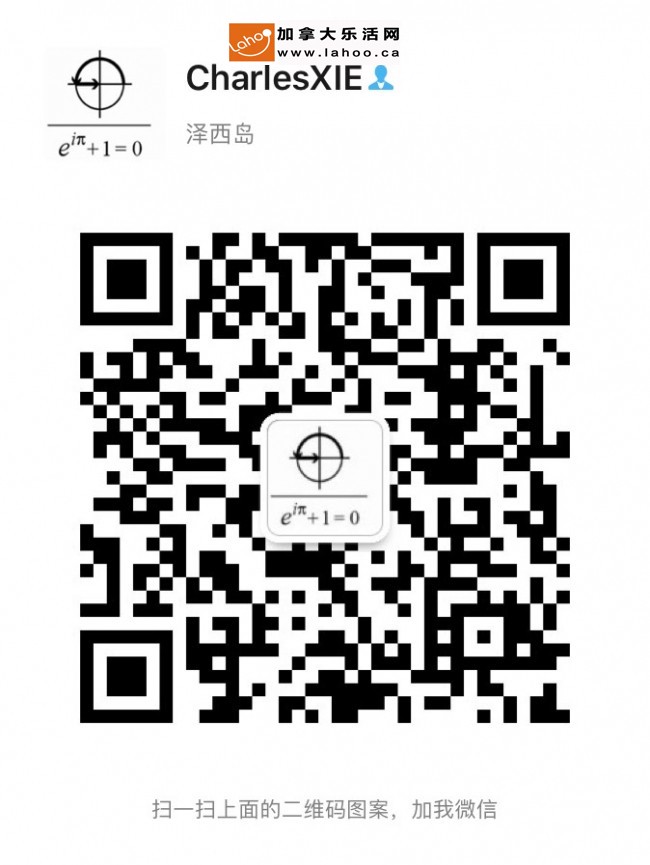 Lahoo
加拿大乐活网
www.lahoo.ca
CharlesXIE
泽西岛
e^{iπ}+1=0
e^{iπ}+1=0
扫一扫上面的二维码图案，加我微信